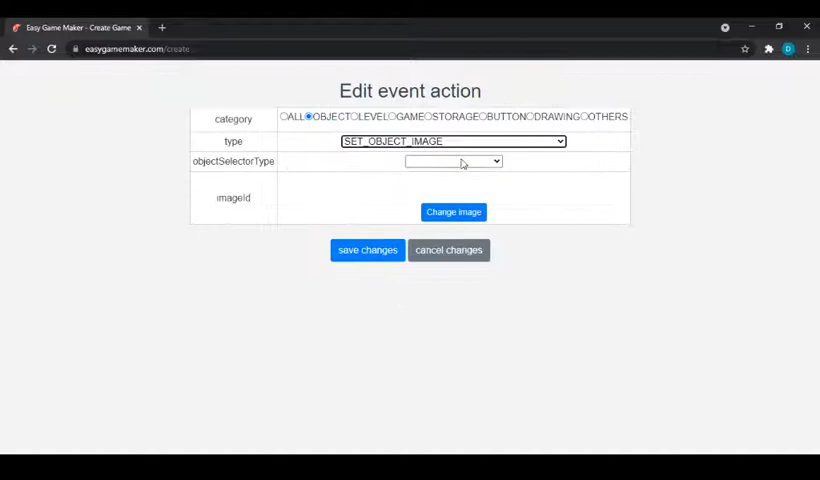 Easy Game Maker - Create Game
easygamemaker.com/create
D
Edit event action
category
ALL OBJECT LEVEL GAME STORAGE BUTTON DRAWING OTHERS
type
SET_OBJECT_IMAGE
objectSelectorType
imageId
Change image
save changes
cancel changes